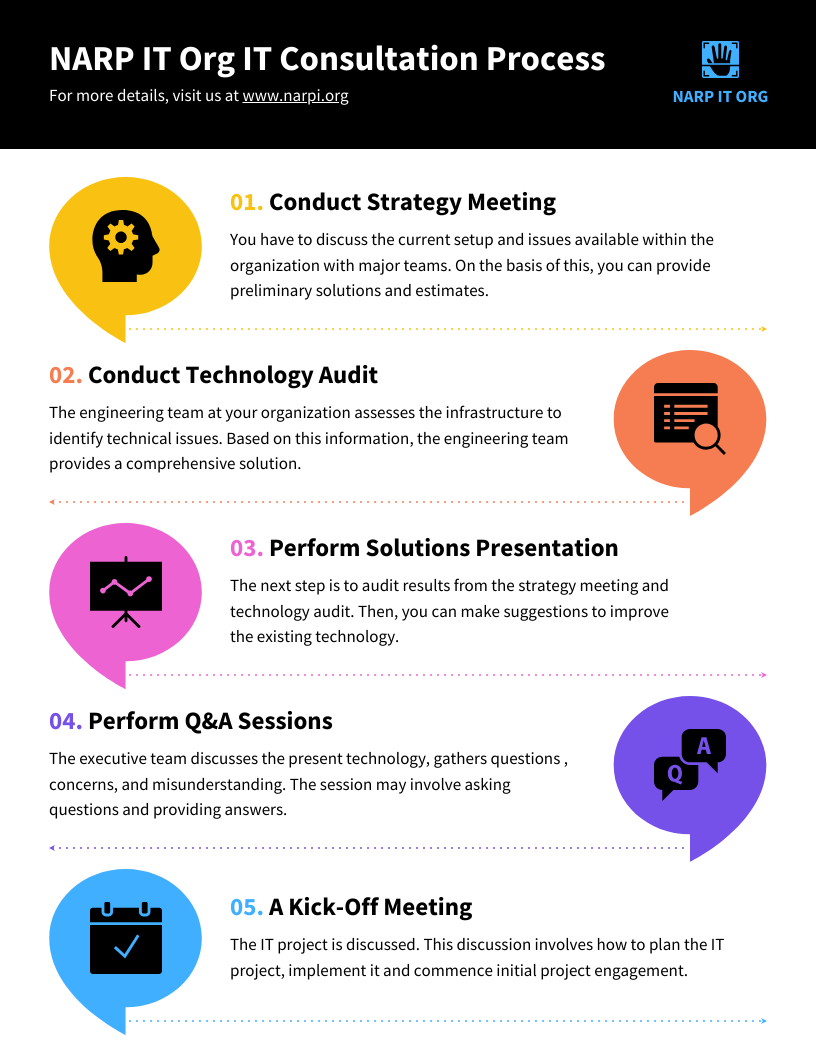 NARP IT Org IT Consultation Process
For more details, visit us at www.narpi.org
NARP IT ORG
01. Conduct Strategy Meeting
You have to discuss the current setup and issues available within the
organization with major teams. On the basis of this, you can provide
preliminary solutions and estimates.
02. Conduct Technology Audit
The engineering team at your organization assesses the infrastructure to
identify technical issues. Based on this information, the engineering team
provides a comprehensive solution.
03. Perform Solutions Presentation
The next step is to audit results from the strategy meeting and
technology audit. Then, you can make suggestions to improve
the existing technology.
04. Perform Q&A Sessions
The executive team discusses the present technology, gathers questions ,
concerns, and misunderstanding. The session may involve asking
questions and providing answers.
A
Q
05. A Kick-Off Meeting
The IT project is discussed. This discussion involves how to plan the IT
project, implement it and commence initial project engagement.